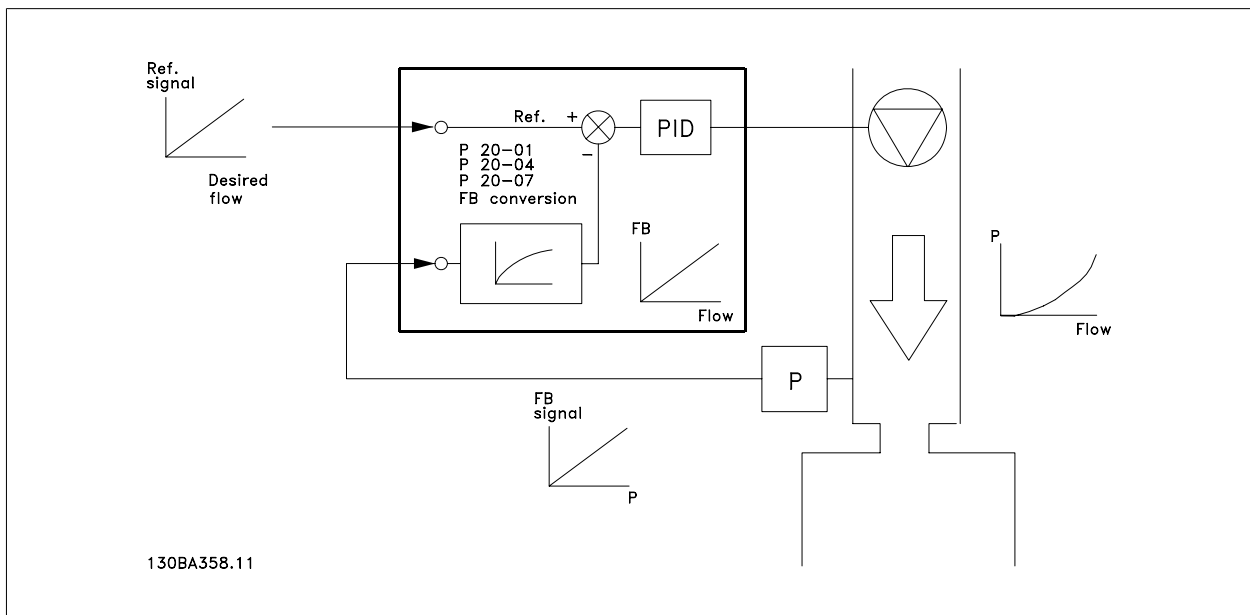 Ref.
signal
Desired
flow
Ref.
+
−
PID
P 20-01
P 20-04
P 20-07
FB conversion
FB
Flow
P
Flow
P
FB
signal
P
130BA358.11